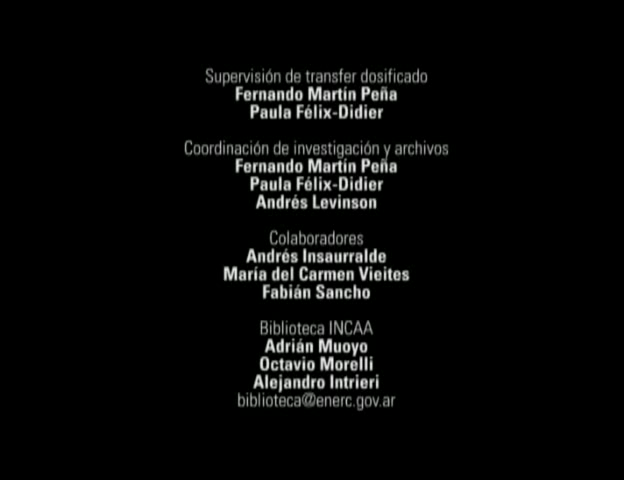 Supervisión de transfer dosificado
Fernando Martín Peña
Paula Félix-Didier
Coordinación de investigación y archivos
Fernando Martín Peña
Paula Félix-Didier
Andrés Levinson
Colaboradores
Andrés Insaurralde
María del Carmen Vieites
Fabián Sancho
Biblioteca INCAA
Adrián Muoyo
Octavio Morelli
Alejandro Intrieri
biblioteca@enerc.gov.ar